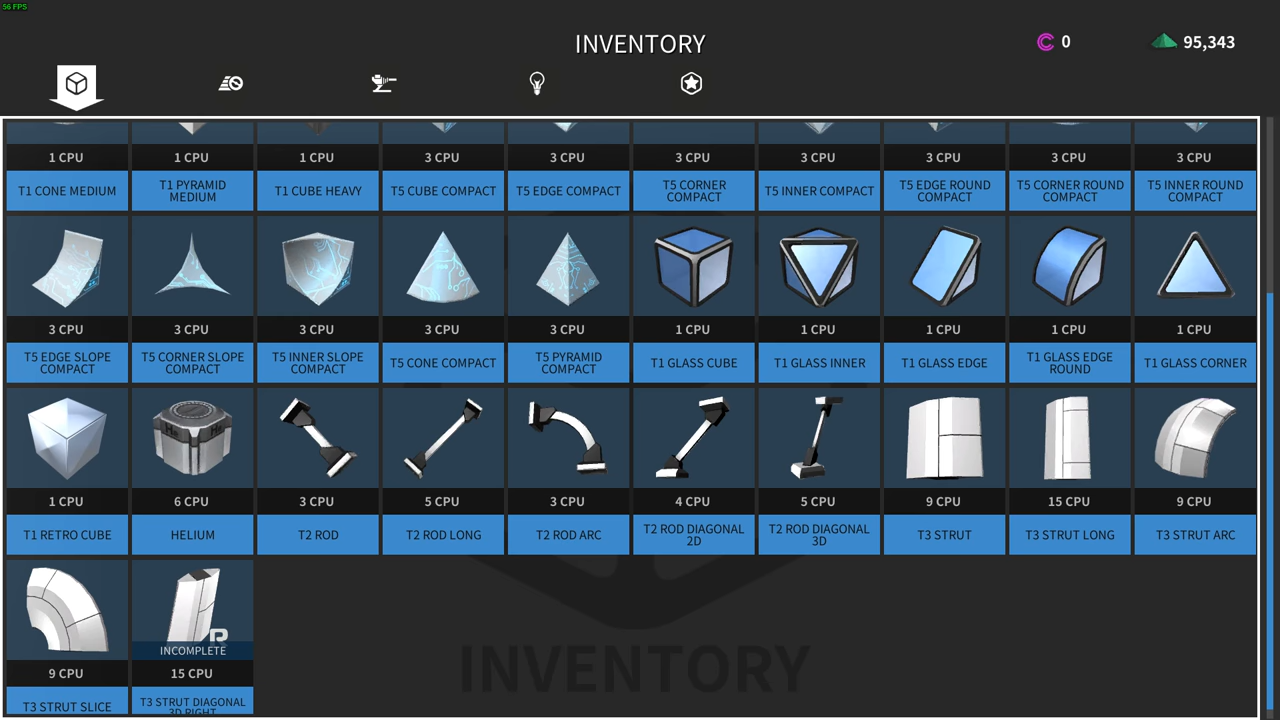 56 FPS
INVENTORY
0
95,343
1 CPU
1 CPU
1 CPU
3 CPU
3 CPU
3 CPU
3 CPU
3 CPU
3 CPU
3 CPU
T1 CONE MEDIUM
T1 PYRAMID
MEDIUM
T1 CUBE HEAVY
T5 CUBE COMPACT
T5 EDGE COMPACT
T5 CORNER
COMPACT
T5 INNER COMPACT
T5 EDGE ROUND
COMPACT
T5 CORNER ROUND
COMPACT
T5 INNER ROUND
COMPACT
3 CPU
3 CPU
3 CPU
3 CPU
3 CPU
1 CPU
1 CPU
1 CPU
1 CPU
1 CPU
T5 EDGE SLOPE
COMPACT
T5 CORNER SLOPE
COMPACT
T5 INNER SLOPE
COMPACT
T5 CONE COMPACT
T5 PYRAMID
COMPACT
T1 GLASS CUBE
T1 GLASS INNER
T1 GLASS EDGE
T1 GLASS EDGE
ROUND
T1 GLASS CORNER
He
He
1 CPU
6 CPU
3 CPU
5 CPU
3 CPU
4 CPU
5 CPU
9 CPU
15 CPU
9 CPU
T1 RETRO CUBE
HELIUM
T2 ROD
T2 ROD LONG
T2 ROD ARC
T2 ROD DIAGONAL
2D
T2 ROD DIAGONAL
3D
T3 STRUT
T3 STRUT LONG
T3 STRUT ARC
R
INCOMPLETE
9 CPU
15 CPU
T3 STRUT SLICE
T3 STRUT DIAGONAL
3D RIGHT
INVENTORY